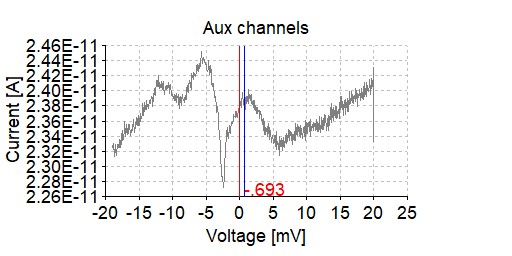 Aux channels
Current [A]
2.46E-11
2.44E-11
2.42E-11
2.40E-11
2.38E-11
2.36E-11
2.34E-11
2.32E-11
2.30E-11
2.28E-11
2.26E-11
-.693
-20 -15 -10 -5 0 5 10 15 20 25
Voltage [mV]